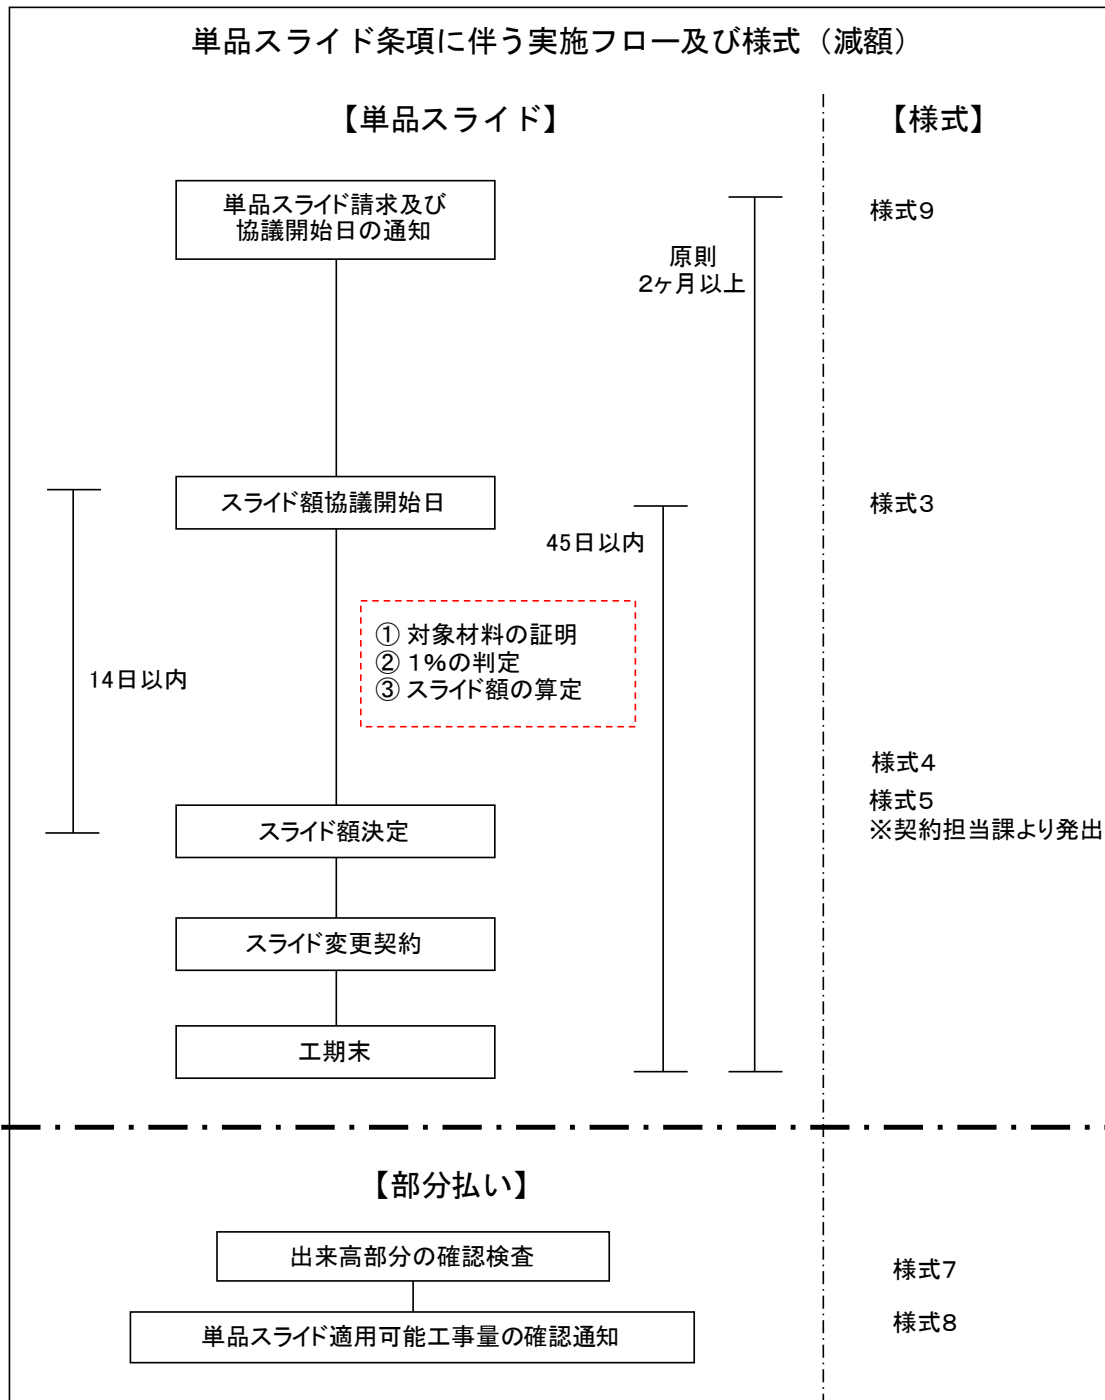 単品スライド条項に伴う実施フロー及び様式（減額）
【単品スライド】
【様式】
単品スライド請求及び
協議開始日の通知
様式９
原則
２ヶ月以上
スライド額協議開始日
様式３
45日以内
① 対象材料の証明
② １％の判定
③ スライド額の算定
14日以内
様式４
様式５
※契約担当課より発出
スライド額決定
スライド変更契約
工期末
【部分払い】
出来高部分の確認検査
様式７
単品スライド適用可能工事量の確認通知
様式８